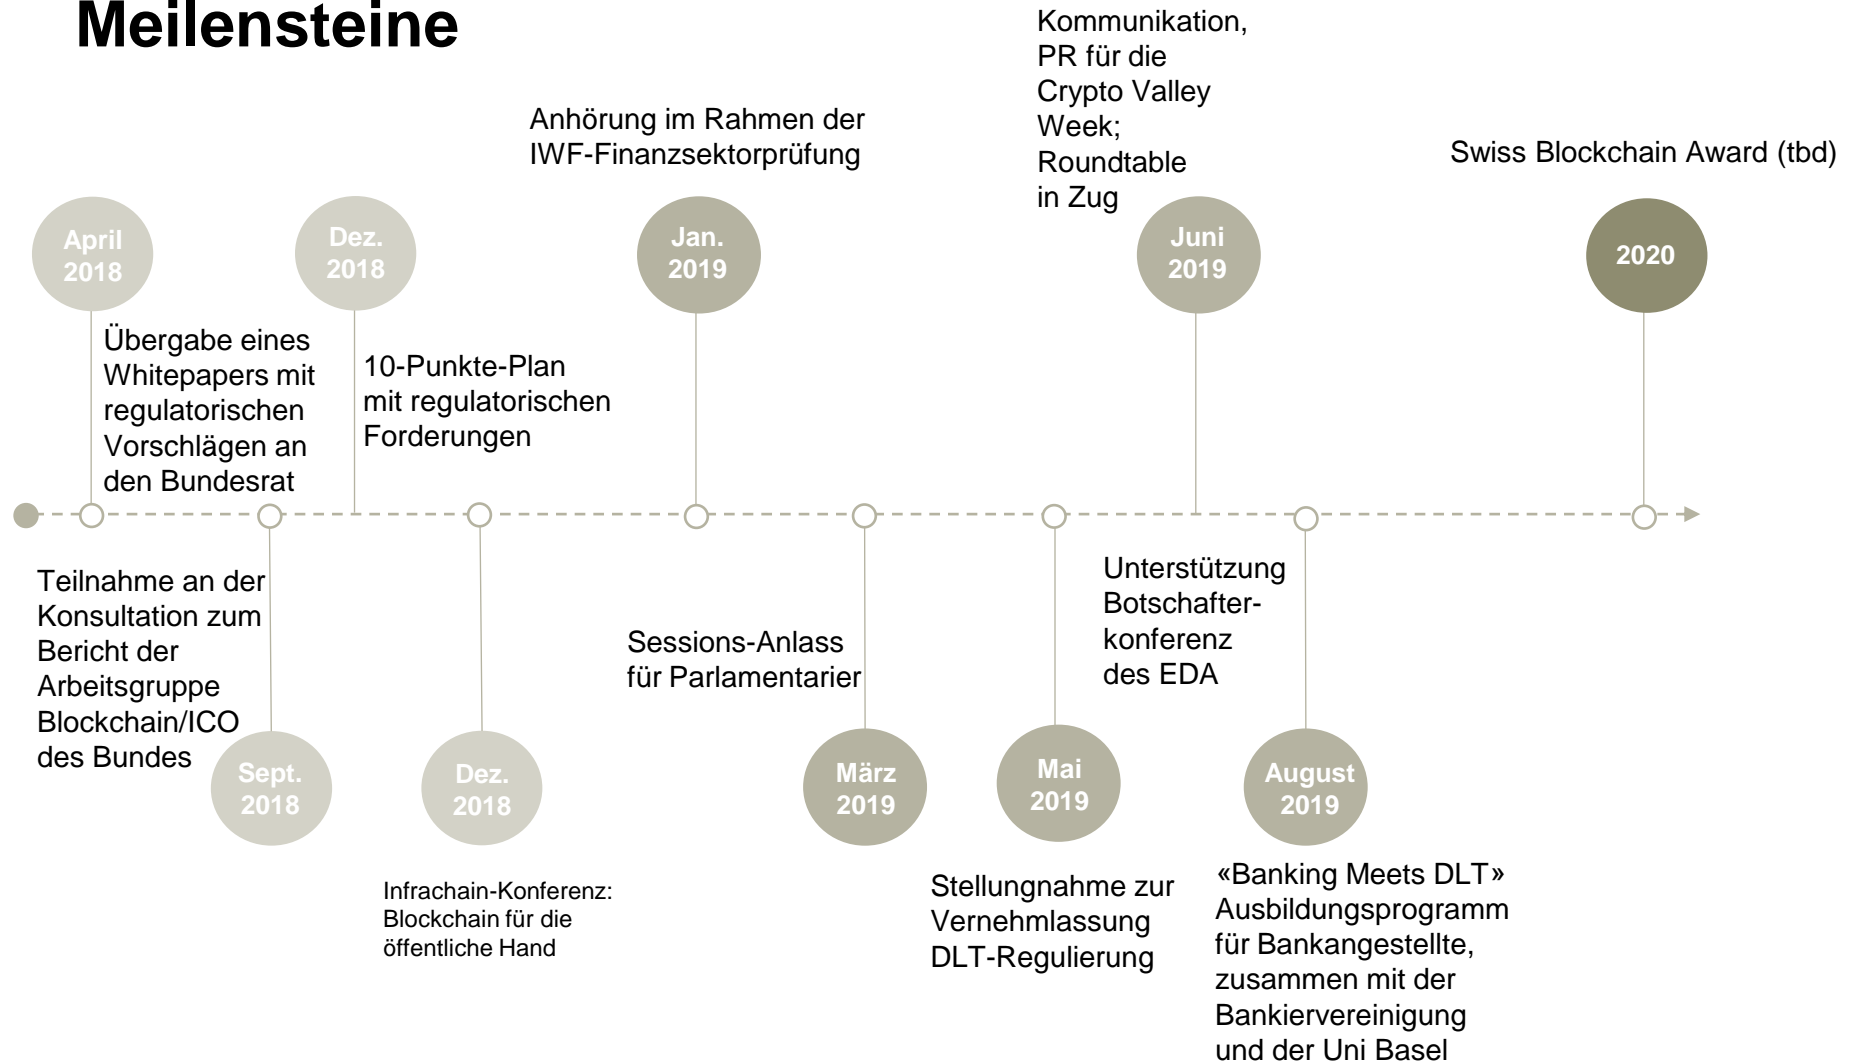 Meilensteine
Kommunikation,
PR für die
Crypto Valley
Week;
Roundtable
in Zug
Anhörung im Rahmen der
IWF-Finanzsektorprüfung
Swiss Blockchain Award (tbd)
April
2018
Dez.
2018
Jan.
2019
Juni
2019
2020
Übergabe eines
Whitepapers mit
regulatorischen
Vorschlägen an
den Bundesrat
10-Punkte-Plan
mit regulatorischen
Forderungen
Teilnahme an der
Konsultation zum
Bericht der
Arbeitsgruppe
Blockchain/ICO
des Bundes
Sessions-Anlass
für Parlamentarier
Unterstützung
Botschafter-
konferenz
des EDA
Sept.
2018
Dez.
2018
März
2019
Mai
2019
August
2019
Infrachain-Konferenz:
Blockchain für die
öffentliche Hand
Stellungnahme zur
Vernehmlassung
DLT-Regulierung
«Banking Meets DLT»
Ausbildungsprogramm
für Bankangestellte,
zusammen mit der
Bankiervereinigung
und der Uni Basel